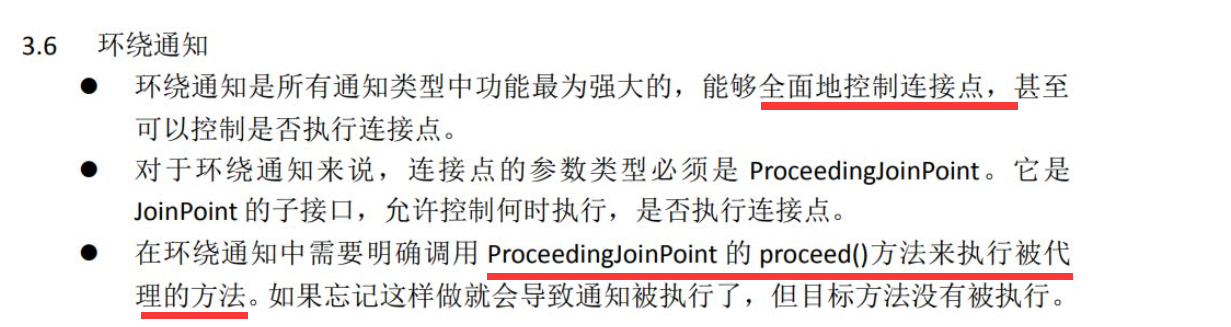 3.6 环绕通知
● 环绕通知是所有通知类型中功能最为强大的，能够全面地控制连接点，甚至
可以控制是否执行连接点。
● 对于环绕通知来说，连接点的参数类型必须是 ProceedingJoinPoint。它是
JoinPoint 的子接口，允许控制何时执行，是否执行连接点。
● 在环绕通知中需要明确调用 ProceedingJoinPoint 的 proceed()方法来执行被代
理的方法。如果忘记这样做就会导致通知被执行了，但目标方法没有被执行。